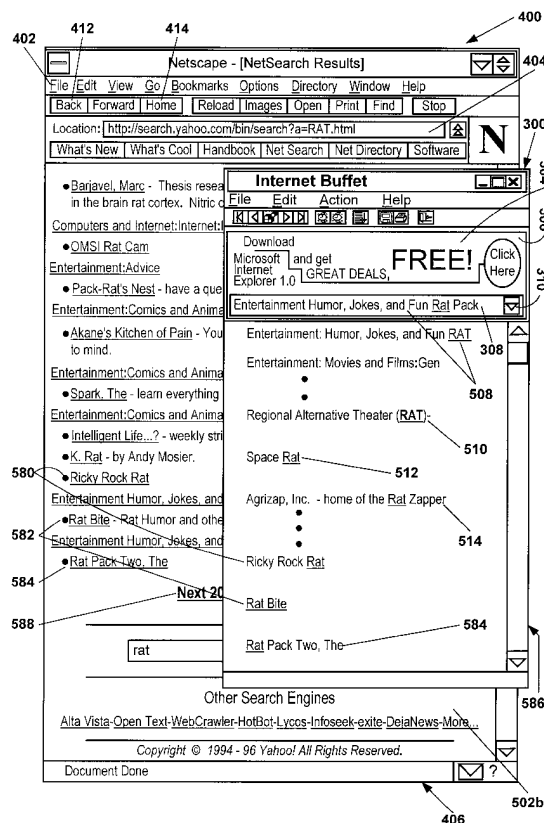 400
412
402
414
Netscape - [NetSearch Results]
File Edit View Go Bookmarks Options Directory Window Help
Back Forward Home Reload Images Open Print Find Stop
404
Location: http://search.yahoo.com/bin/search?a=RAT.html
N
300
What's New What's Cool Handbook Net Search Net Directory Software
Internet Buffet
File Edit Action Help
•Barjavel, Marc - Thesis resea
in the brain rat cortex. Nitric o
Computers and Internet:Internet:I
•OMSI Rat Cam
Entertainment:Advice
•Pack-Rat's Nest - have a que
Entertainment:Comics and Anima
•Akane's Kitchen of Pain - You
to mind.
Entertainment:Comics and Anima
•Spark. The - learn everything
Entertainment:Comics and Anima
•Intelligent Life...? - weekly stri
•K. Rat - by Andy Mosier.
•Ricky Rock Rat
Entertainment Humor, Jokes, and
•Rat Bite - Rat Humor and othe
Entertainment Humor, Jokes, and
•Rat Pack Two, The
Next 20
580
582
584
588
Download
Microsoft and get
Internet GREAT DEALS,
Explorer 1.0
FREE!
Click
Here
310
Entertainment Humor, Jokes, and Fun Rat Pack
308
Entertainment: Humor, Jokes, and Fun RAT
Entertainment: Movies and Films:Gen
508
Regional Alternative Theater (RAT)-
510
Space Rat
512
Agrizap, Inc. - home of the Rat Zapper
514
Ricky Rock Rat
Rat Bite
584
Rat Pack Two, The
586
rat
Other Search Engines
Alta Vista-Open Text-WebCrawler-HotBot-Lycos-Infoseek-exite-DejaNews-More...
Copyright © 1994 - 96 Yahoo! All Rights Reserved.
Document Done
?
502b
406